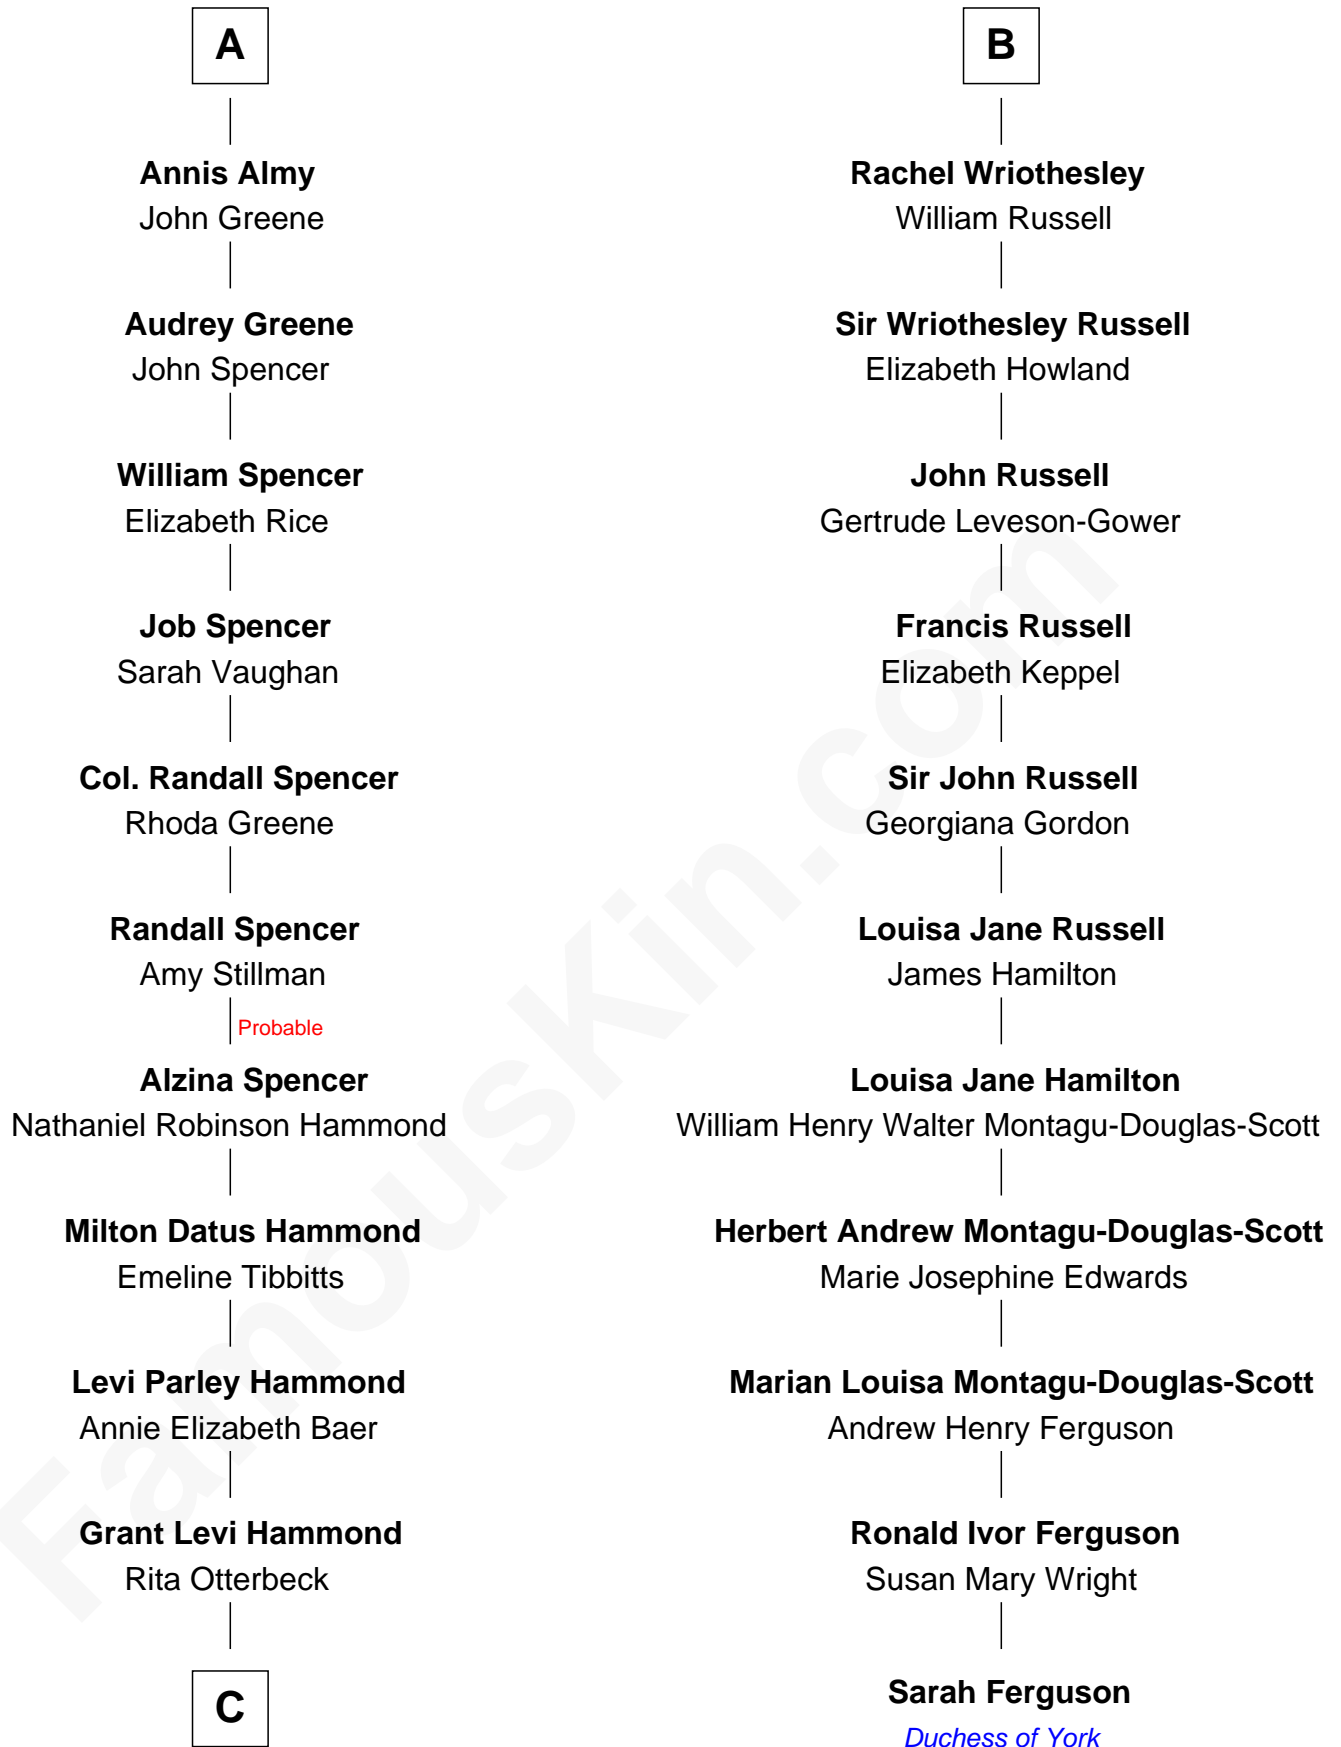 A
Annis Almy
John Greene
Audrey Greene
John Spencer
William Spencer
Elizabeth Rice
Job Spencer
Sarah Vaughan
Col. Randall Spencer
Rhoda Greene
Randall Spencer
Amy Stillman
Probable
Alzina Spencer
Nathaniel Robinson Hammond
Milton Datus Hammond
Emeline Tibbitts
Levi Parley Hammond
Annie Elizabeth Baer
Grant Levi Hammond
Rita Otterbeck
C
B
Rachel Wriothesley
William Russell
Sir Wriothesley Russell
Elizabeth Howland
John Russell
Gertrude Leveson-Gower
Francis Russell
Elizabeth Keppel
Sir John Russell
Georgiana Gordon
Louisa Jane Russell
James Hamilton
Louisa Jane Hamilton
William Henry Walter Montagu-Douglas-Scott
Herbert Andrew Montagu-Douglas-Scott
Marie Josephine Edwards
Marian Louisa Montagu-Douglas-Scott
Andrew Henry Ferguson
Ronald Ivor Ferguson
Susan Mary Wright
Sarah Ferguson
Duchess of York
FamousKin.com